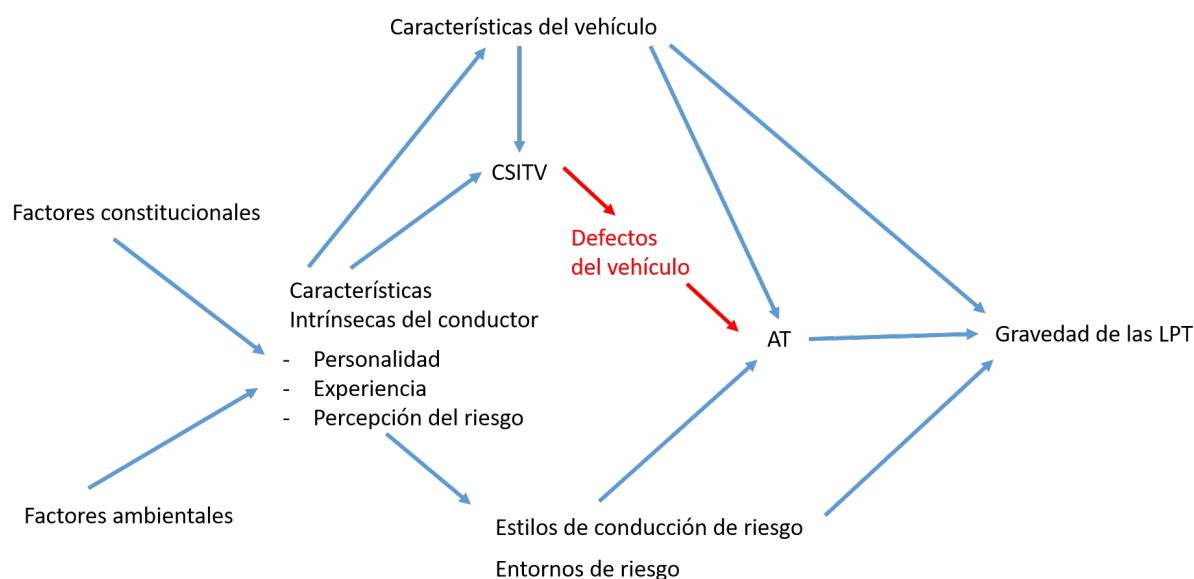 Características del vehículo
CSITV
Factores constitucionales
Defectos
del vehículo
Características
Intrínsecas del conductor
AT
Gravedad de las LPT
- Personalidad
- Experiencia
- Percepción del riesgo
Factores ambientales
Estilos de conducción de riesgo
Entornos de riesgo